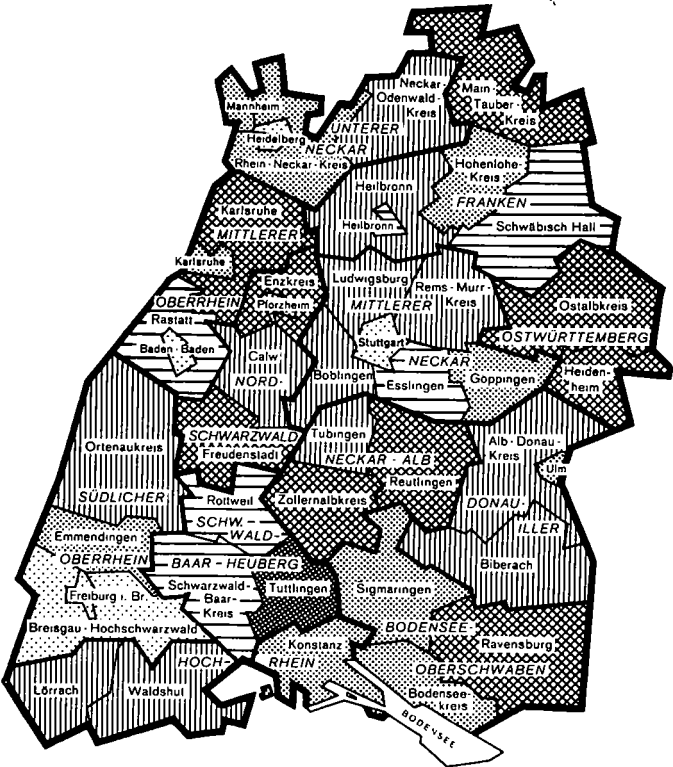 Neckar-
Odenwald-
Kreis
Main-
Tauber-
Kreis
Mannheim
Heidelberg
UNTERER
NECKAR
Rhein-Neckar-Kreis
Hohenlohe-
Kreis
FRANKEN
Heilbronn
Heilbronn
Schwäbisch Hall
Karlsruhe
MITTLERER
Karlsruhe
Enzkreis
OBERRHEIN
Pforzheim
Ludwigsburg
MITTLERER
Rems-Murr-
Kreis
Ostalbkreis
OSTWÜRTTEMBERG
Rastatt
Baden-Baden
Stuttgart
NECKAR
Calw
NORD-
Böblingen
Esslingen
Göppingen
Heiden-
heim
SCHWARZWALD
Freudenstadt
Tübingen
NECKAR-ALB
Reutlingen
Alb-Donau-
Kreis
Ulm
Ortenaukreis
SÜDLICHER
Rottweil
SCHW.-
WALD-
Zollernalbkreis
DONAU-
ILLER
Emmendingen
OBERRHEIN
BAAR-HEUBERG
Biberach
Freiburg i. Br.
Schwarzwald-
Baar-
Kreis
Tuttlingen
Sigmaringen
Breisgau-Hochschwarzwald
BODENSEE-
Ravensburg
HOCH-
Konstanz
RHEIN
OBERSCHWABEN
Lörrach
Waldshut
Bodensee-
kreis
BODENSEE